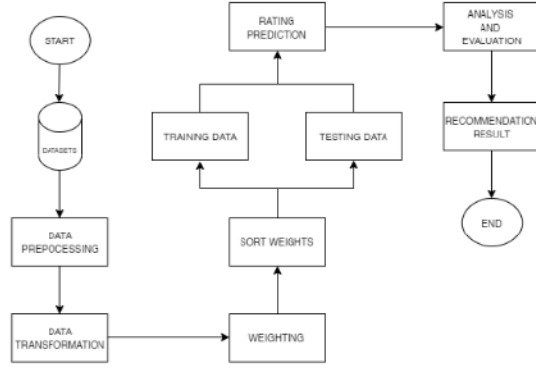 START
DATASETS
DATA
PREPOCESSING
DATA
TRANSFORMATION
WEIGHTING
SORT WEIGHTS
TRAINING DATA
TESTING DATA
RATING
PREDICTION
ANALYSIS
AND
EVALUATION
RECOMMENDATION
RESULT
END